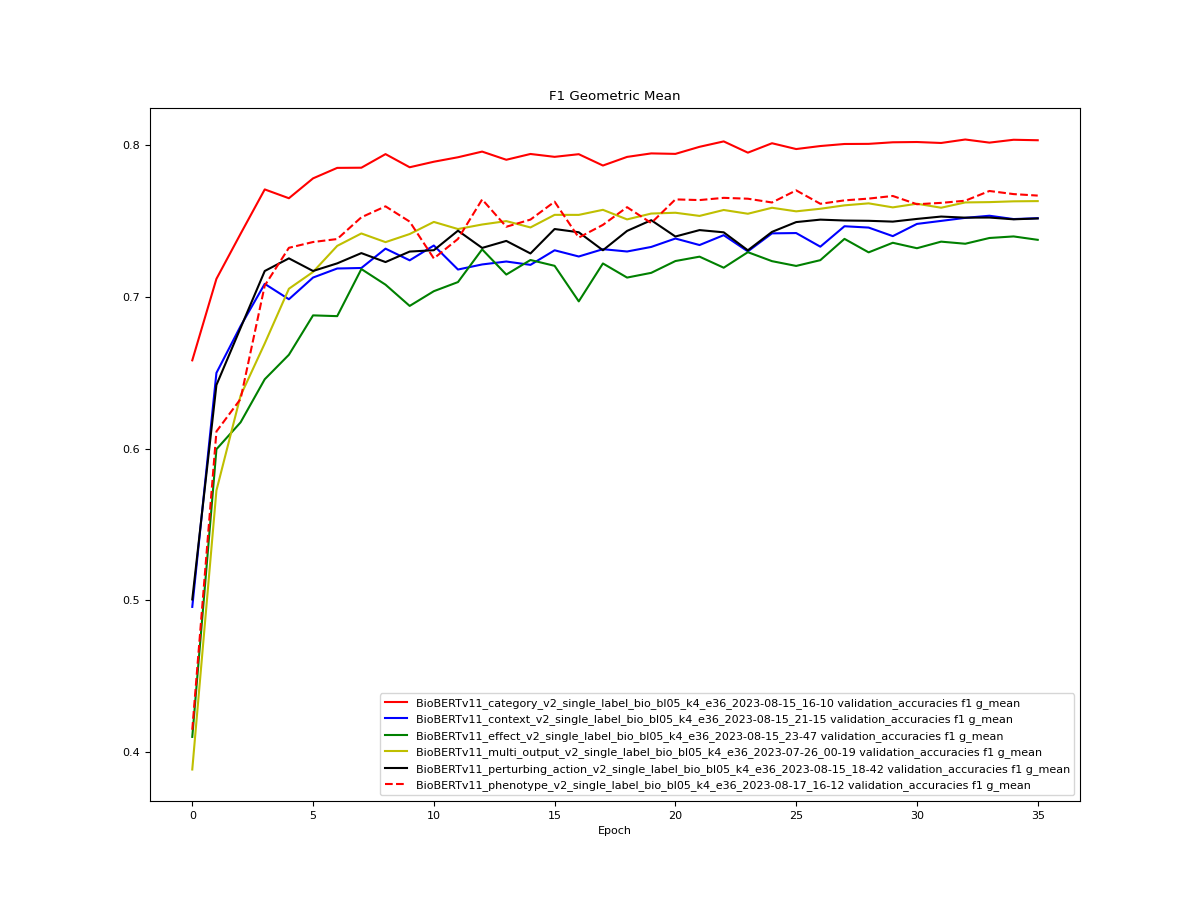 F1 Geometric Mean
0.8
0.7
0.6
0.5
0.4
BioBERTv11_category_v2_single_label_bio_bl05_k4_e36_2023-08-15_16-10 validation_accuracies f1 g_mean
BioBERTv11_context_v2_single_label_bio_bl05_k4_e36_2023-08-15_21-15 validation_accuracies f1 g_mean
BioBERTv11_effect_v2_single_label_bio_bl05_k4_e36_2023-08-15_23-47 validation_accuracies f1 g_mean
BioBERTv11_multi_output_v2_single_label_bio_bl05_k4_e36_2023-07-26_00-19 validation_accuracies f1 g_mean
BioBERTv11_perturbing_action_v2_single_label_bio_bl05_k4_e36_2023-08-15_18-42 validation_accuracies f1 g_mean
BioBERTv11_phenotype_v2_single_label_bio_bl05_k4_e36_2023-08-17_16-12 validation_accuracies f1 g_mean
0 5 10 15 20 25 30 35
Epoch